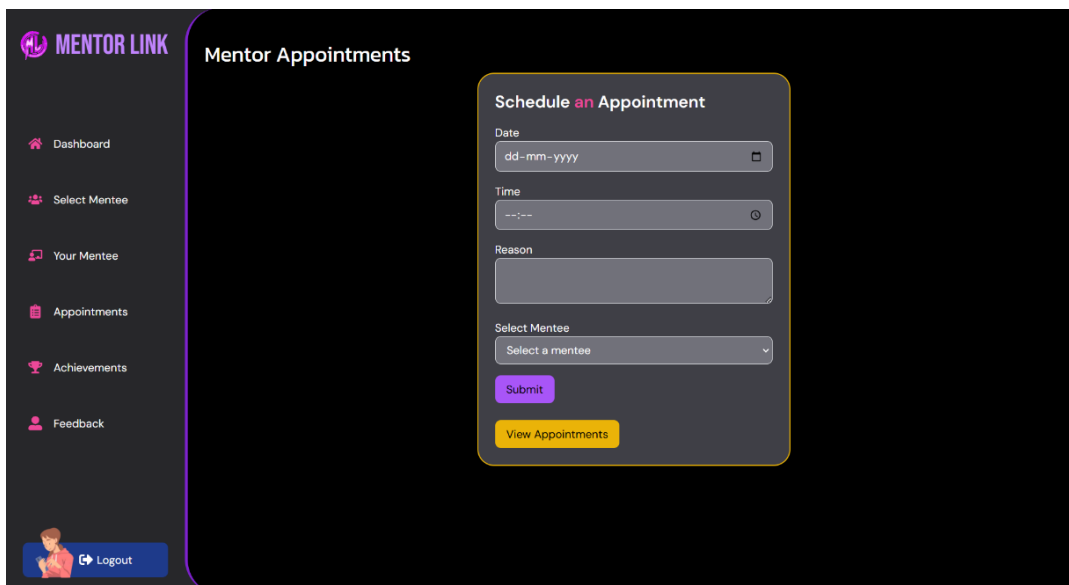 MENTOR LINK
Dashboard
Select Mentee
Your Mentee
Appointments
Achievements
Feedback
Logout
Mentor Appointments
Schedule an Appointment
Date
dd-mm-yyyy
Time
--:--
Reason
Select Mentee
Select a mentee
Submit
View Appointments